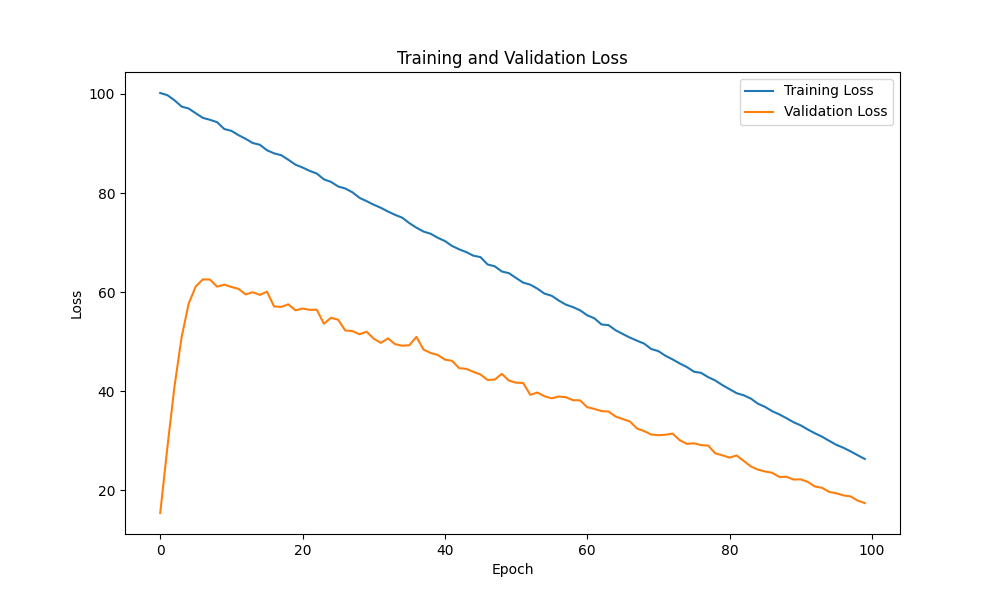 Training and Validation Loss
Training Loss
Validation Loss
Loss
100
80
60
40
20
0 20 40 60 80 100
Epoch